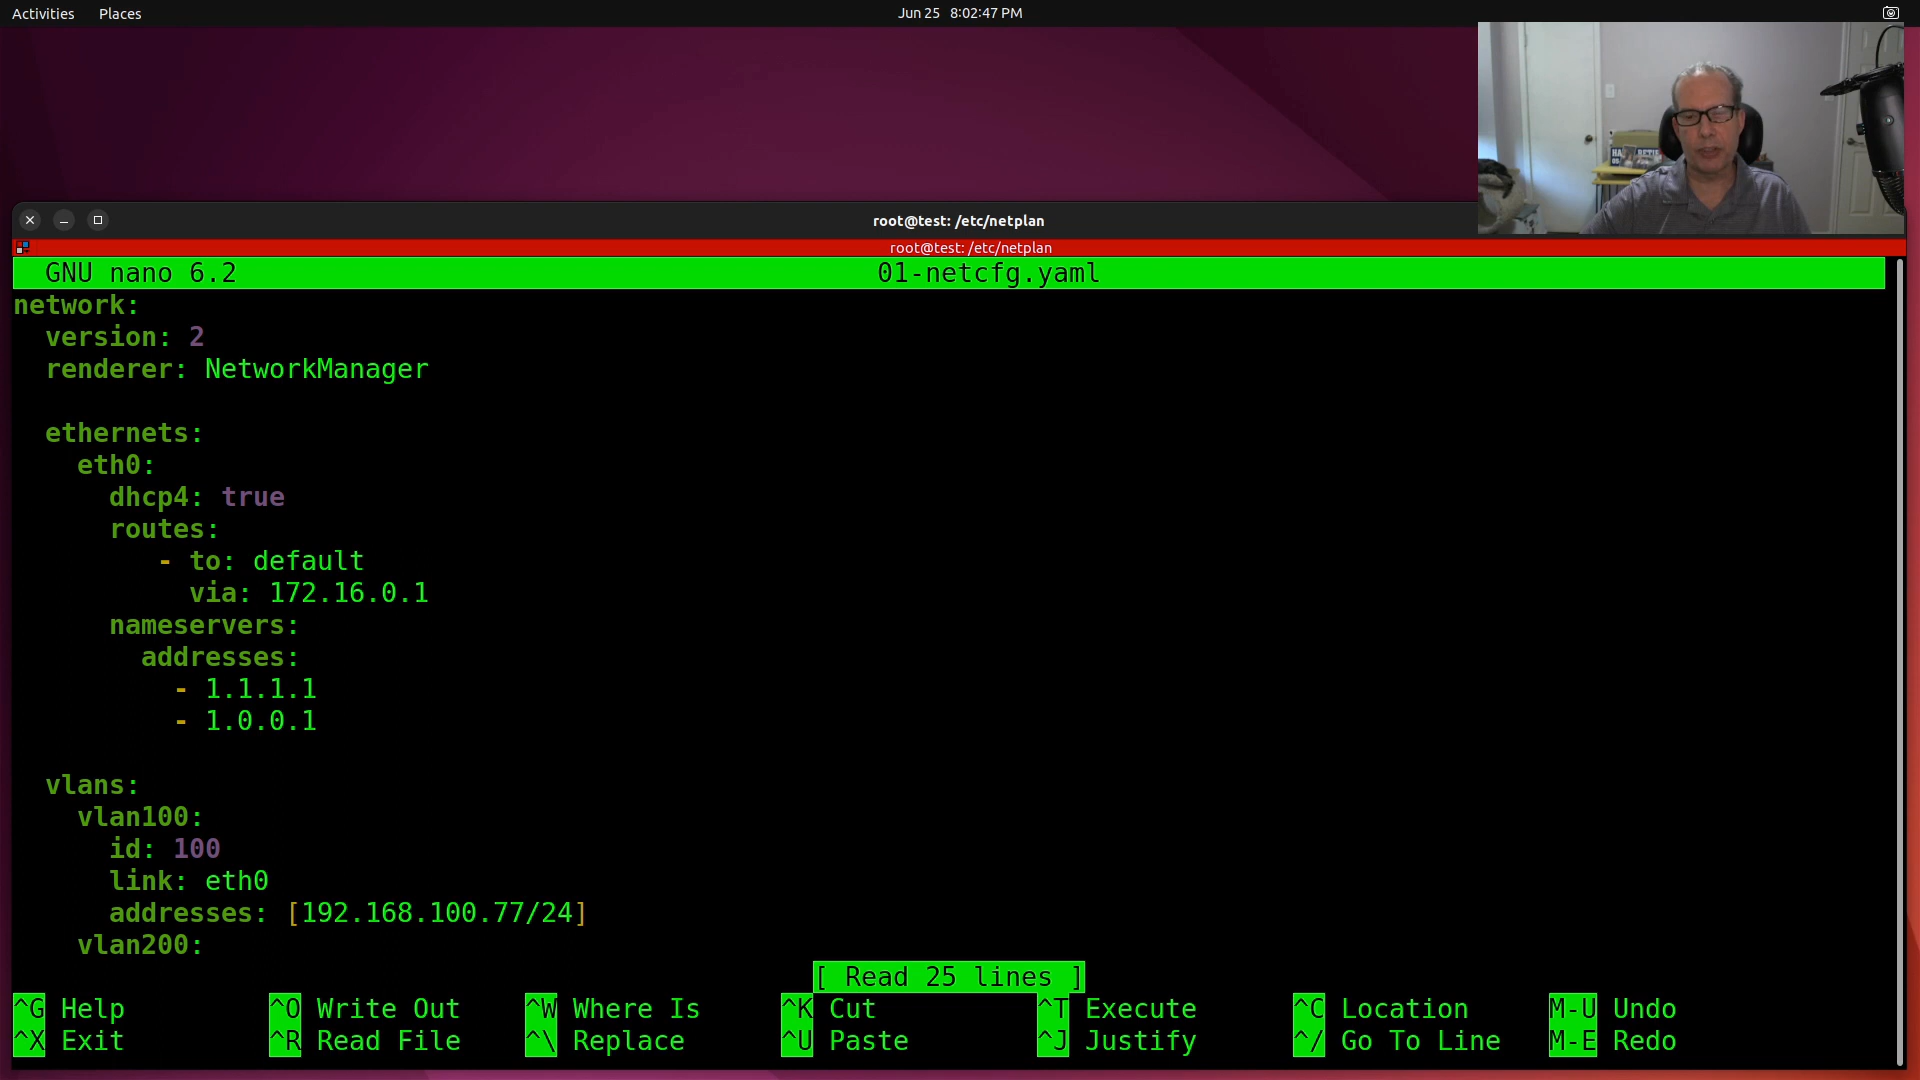 Activities Places Jun 25 8:02:47 PM
root@test: /etc/netplan
root@test: /etc/netplan
GNU nano 6.2 01-netcfg.yaml
network:
  version: 2
  renderer: NetworkManager

  ethernets:
    eth0:
      dhcp4: true
      routes:
         - to: default
           via: 172.16.0.1
      nameservers:
        addresses:
          - 1.1.1.1
          - 1.0.0.1

  vlans:
    vlan100:
      id: 100
      link: eth0
      addresses: [192.168.100.77/24]
    vlan200:
[ Read 25 lines ]
^G Help ^O Write Out ^W Where Is ^K Cut ^T Execute ^C Location M-U Undo
^X Exit ^R Read File ^\ Replace ^U Paste ^J Justify ^/ Go To Line M-E Redo